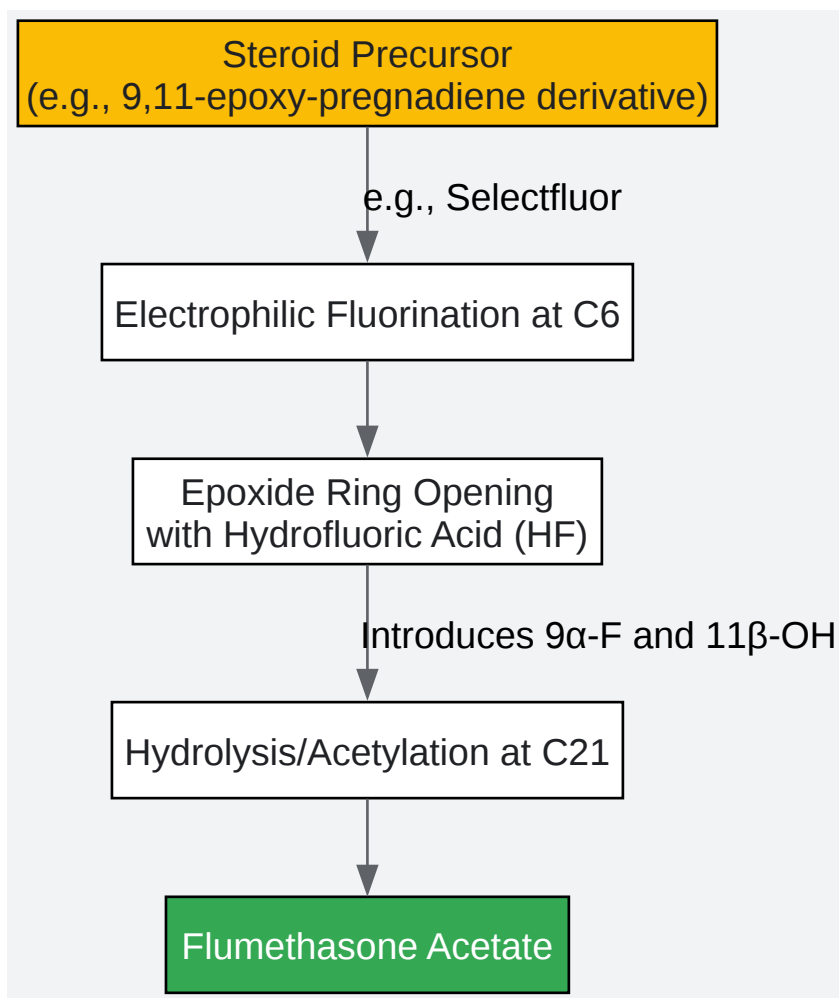 Steroid Precursor
(e.g., 9,11-epoxy-pregnadiene derivative)
e.g., Selectfluor
Electrophilic Fluorination at C6
Epoxide Ring Opening
with Hydrofluoric Acid (HF)
Introduces 9α-F and 11β-OH
Hydrolysis/Acetylation at C21
Flumethasone Acetate